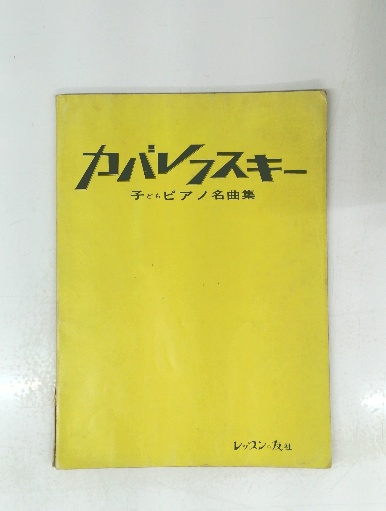 カバレフスキー
子どもピアノ名曲集
レッスンの友社